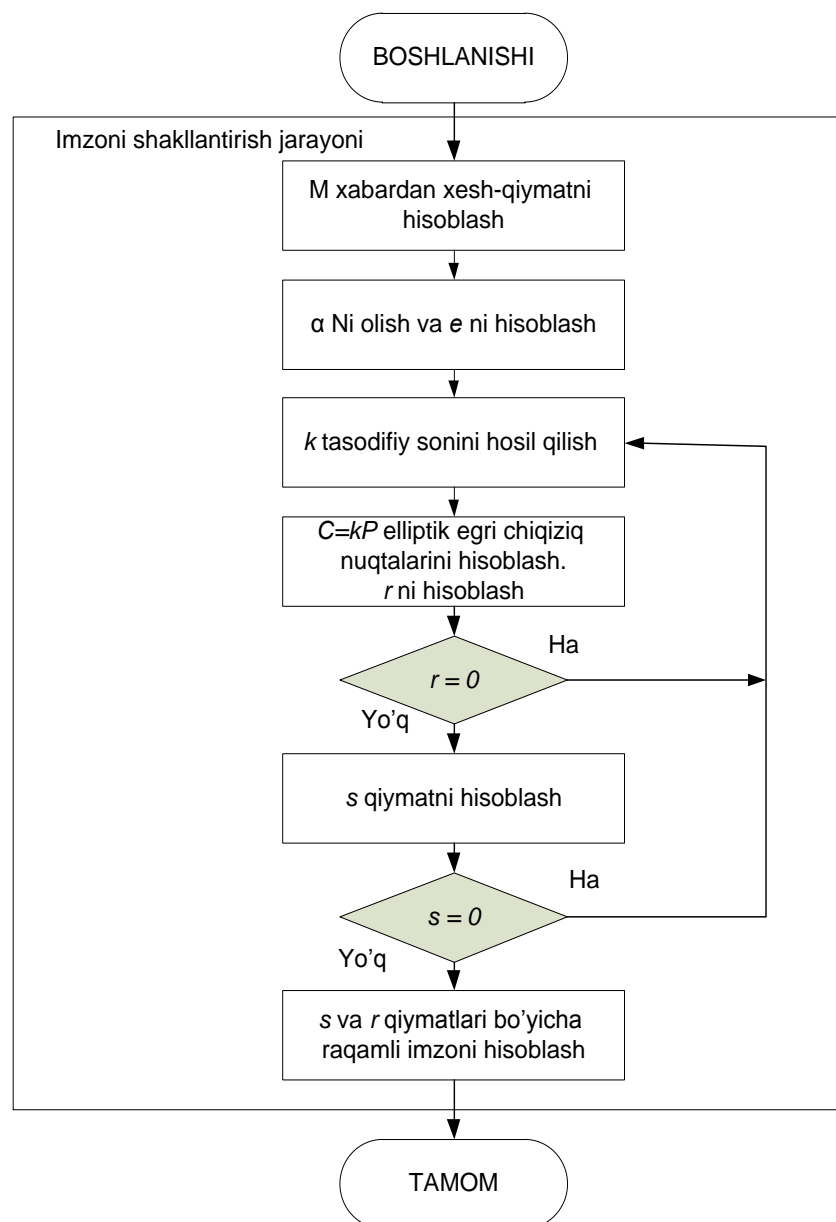 BOSHLANISHI
Imzoni shakllantirish jarayoni
M xabardan xesh-qiymatni
hisoblash
α Ni olish va e ni hisoblash
k tasodifiy sonini hosil qilish
C=kP elliptik egri chiqiziq
nuqtalarini hisoblash.
r ni hisoblash
Ha
r = 0
Yo’q
s qiymatni hisoblash
Ha
s = 0
Yo’q
s va r qiymatlari bo’yicha
raqamli imzoni hisoblash
TAMOM